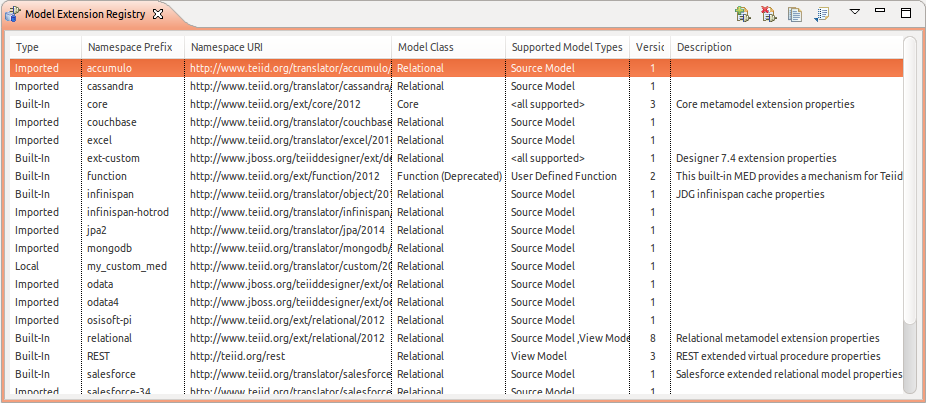 Model Extension Registry
Type Namespace Prefix Namespace URI Model Class Supported Model Types Versic Description
Imported accumulo http://www.teiid.org/translator/accumulo/ Relational Source Model 1
Imported cassandra http://www.teiid.org/translator/cassandra/ Relational Source Model 1
Built-In core http://www.teiid.org/ext/core/2012 Core <all supported> 3 Core metamodel extension properties
Imported couchbase http://www.teiid.org/translator/couchbase Relational Source Model 1
Imported excel http://www.teiid.org/translator/excel/201 Relational Source Model 1
Built-In ext-custom http://www.jboss.org/teiiddesigner/ext/de Relational <all supported> 1 Designer 7.4 extension properties
Built-In function http://www.teiid.org/ext/function/2012 Function (Deprecated) User Defined Function 2 This built-in MED provides a mechanism for Teiid
Built-In infinispan http://www.teiid.org/translator/object/20 Relational Source Model 1 JDG infinispan cache properties
Imported infinispan-hotrod http://www.teiid.org/translator/infinispan, Relational Source Model 1
Imported jpa2 http://www.teiid.org/translator/jpa/2014 Relational Source Model 1
Imported mongodb http://www.teiid.org/translator/mongodb/ Relational Source Model 1
Local my_custom_med http://www.teiid.org/translator/custom/20 Relational Source Model 1
Imported odata http://www.jboss.org/teiiddesigner/ext/oc Relational Source Model 1
Imported odata4 http://www.jboss.org/teiiddesigner/ext/oc Relational Source Model 1
Imported osisoft-pi http://www.teiid.org/ext/relational/2012 Relational Source Model 1
Built-In relational http://www.teiid.org/ext/relational/2012 Relational Source Model ,View Mode 8 Relational metamodel extension properties
Built-In REST http://teiid.org/rest Relational View Model 3 REST extended virtual procedure properties
Built-In salesforce http://www.teiid.org/translator/salesforce Relational Source Model 1 Salesforce extended relational model properties
Imported salesforce-34 http://www.teiid.org/translator/salesforce Relational Source Model 1